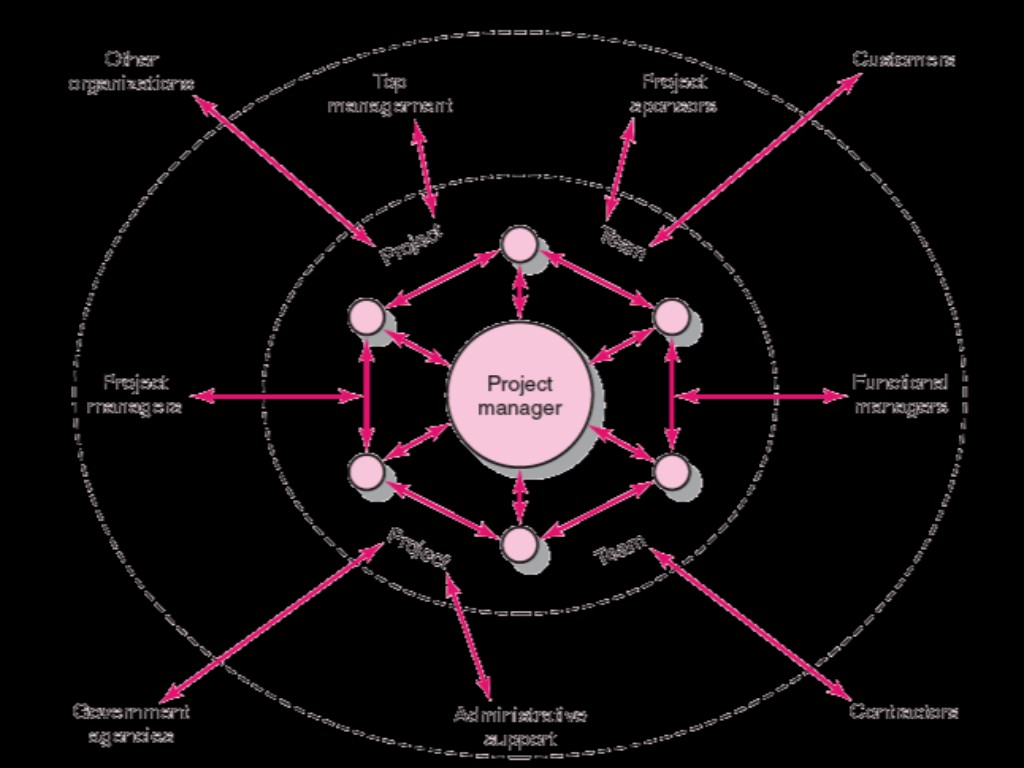 Other
organizations
Top
management
Project
sponsors
Customers
Project
Team
Project
managers
Project
manager
Functional
managers
Project
Team
Government
agencies
Administrative
support
Contractors